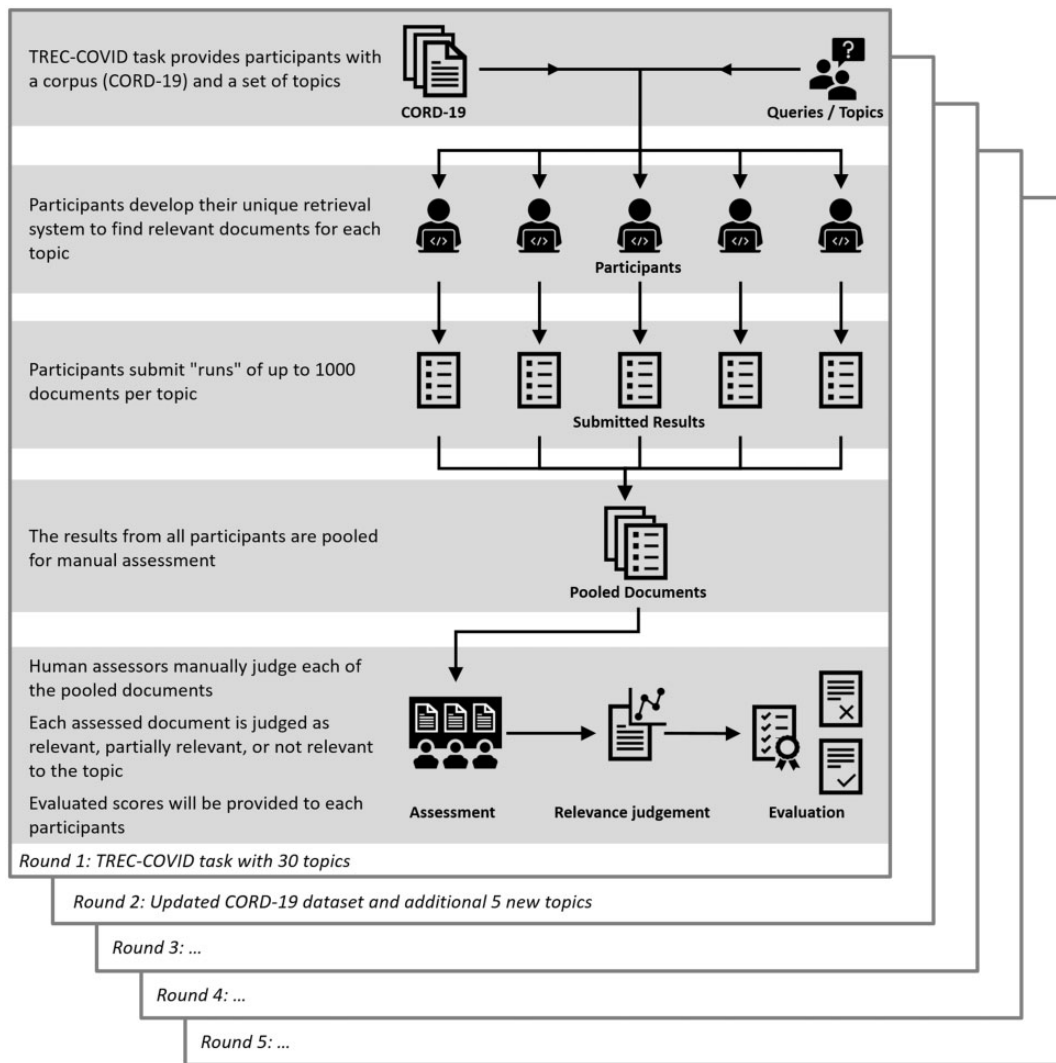 TREC-COVID task provides participants with
a corpus (CORD-19) and a set of topics
CORD-19
Queries / Topics
Participants develop their unique retrieval
system to find relevant documents for each
topic
Participants
Participants submit "runs" of up to 1000
documents per topic
Submitted Results
The results from all participants are pooled
for manual assessment
Pooled Documents
Human assessors manually judge each of
the pooled documents
Each assessed document is judged as
relevant, partially relevant, or not relevant
to the topic
Evaluated scores will be provided to each
participants
Assessment
Relevance judgement
Evaluation
Round 1: TREC-COVID task with 30 topics
Round 2: Updated CORD-19 dataset and additional 5 new topics
Round 3: ...
Round 4: ...
Round 5: ...